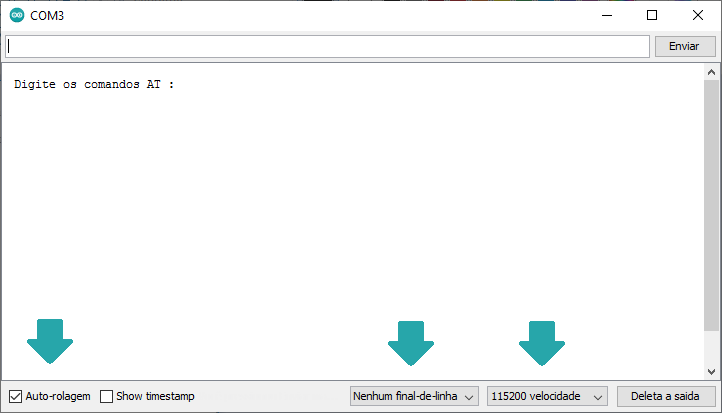 COM3
Enviar
Digite os comandos AT :
Auto-rolagem Show timestamp Nenhum final-de-linha 115200 velocidade Deleta a saida